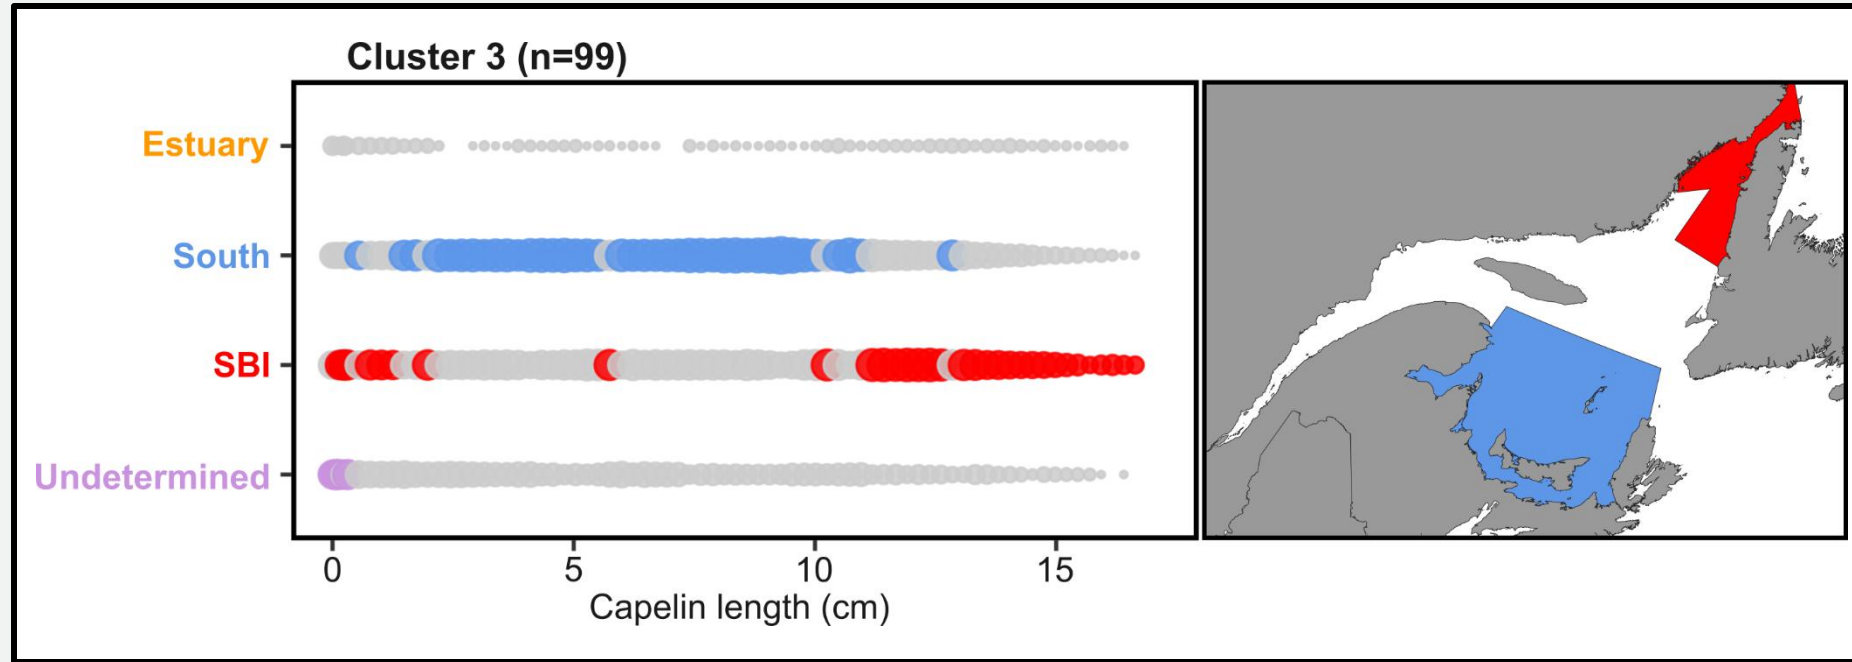 Cluster 3 (n=99)
Estuary
South
SBI
Undetermined
0 5 10 15
Capelin length (cm)